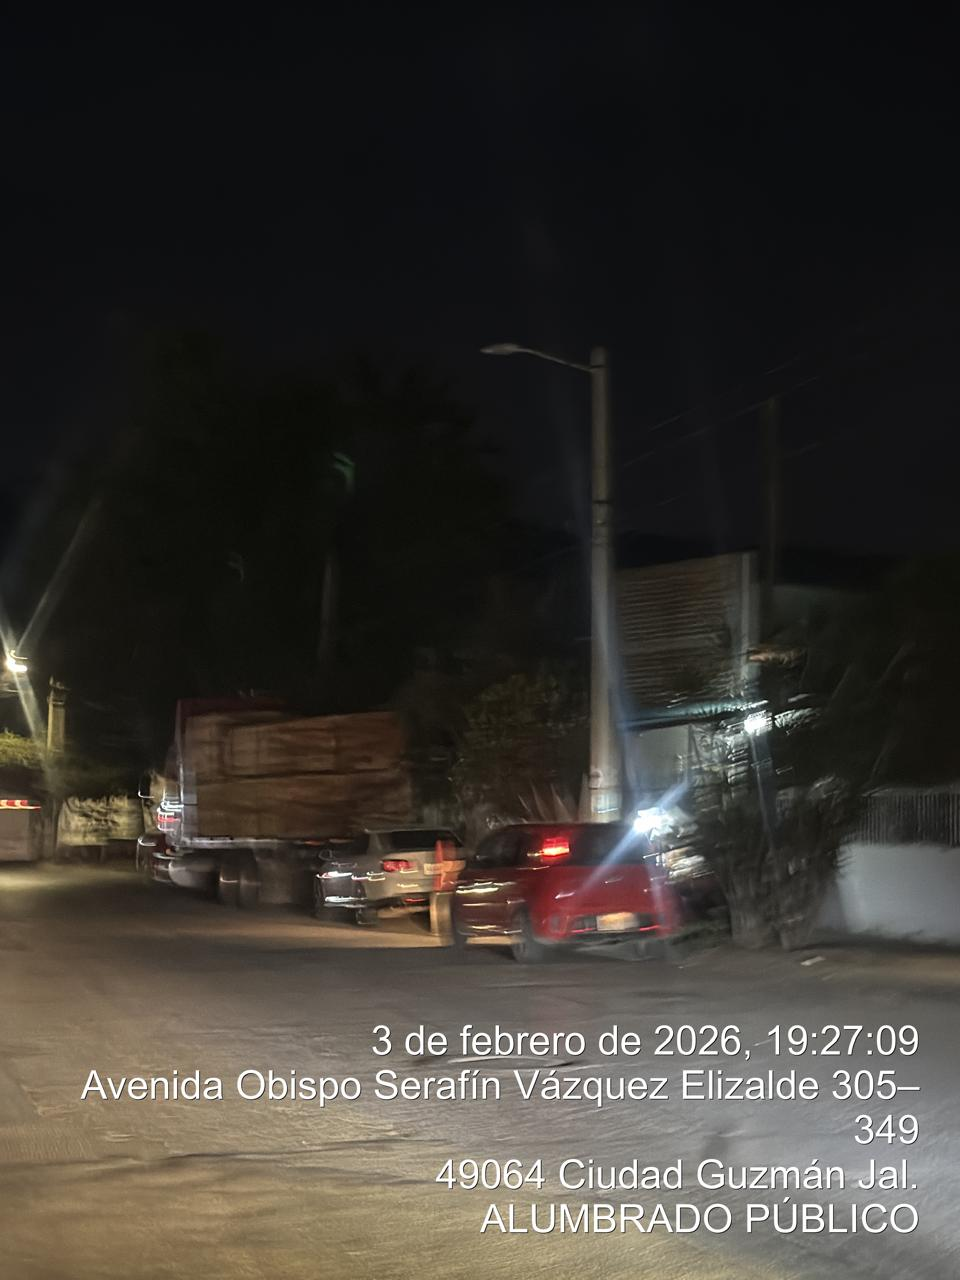 3 de febrero de 2026, 19:27:09
Avenida Obispo Serafín Vázquez Elizalde 305–
349
49064 Ciudad Guzmán Jal.
ALUMBRADO PÚBLICO